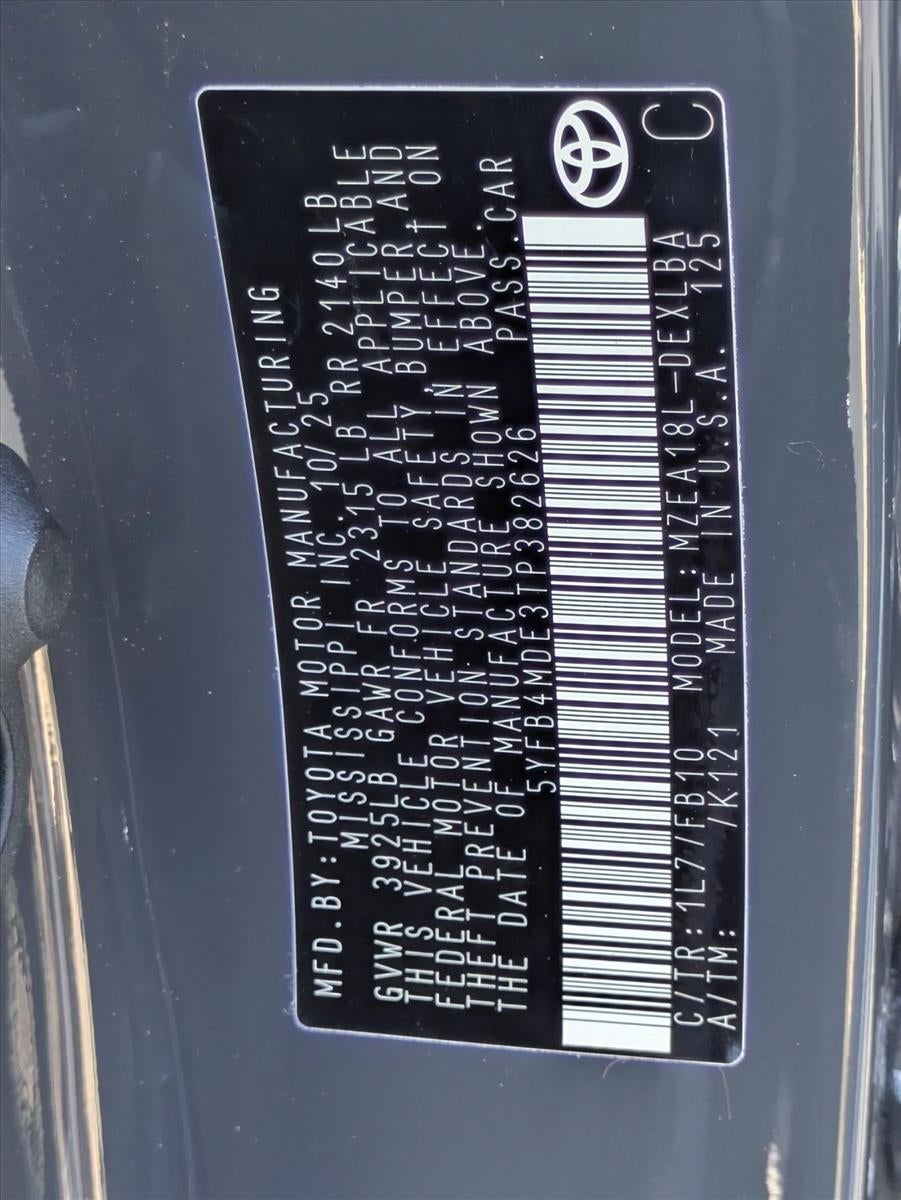 MFD.BY:TOYOTA MOTOR MANUFACTURING
MISSISSIPPI INC. 10/25
GVWR 3925LB GAWR FR 2315 LB RR 2140LB
THIS VEHICLE CONFORMS TO ALL APPLICABLE
FEDERAL MOTOR VEHICLE SAFETY, BUMPER, AND
THEFT PREVENTION STANDARDS IN EFFECT ON
THE DATE OF MANUFACTURE SHOWN ABOVE.
5YFB4MDE3TP382626 PASS.CAR
C/TR:1L7/FB10 MODEL:MZEA18L-DEXLBA
A/TM: /K121 MADE IN U.S.A. 125
C